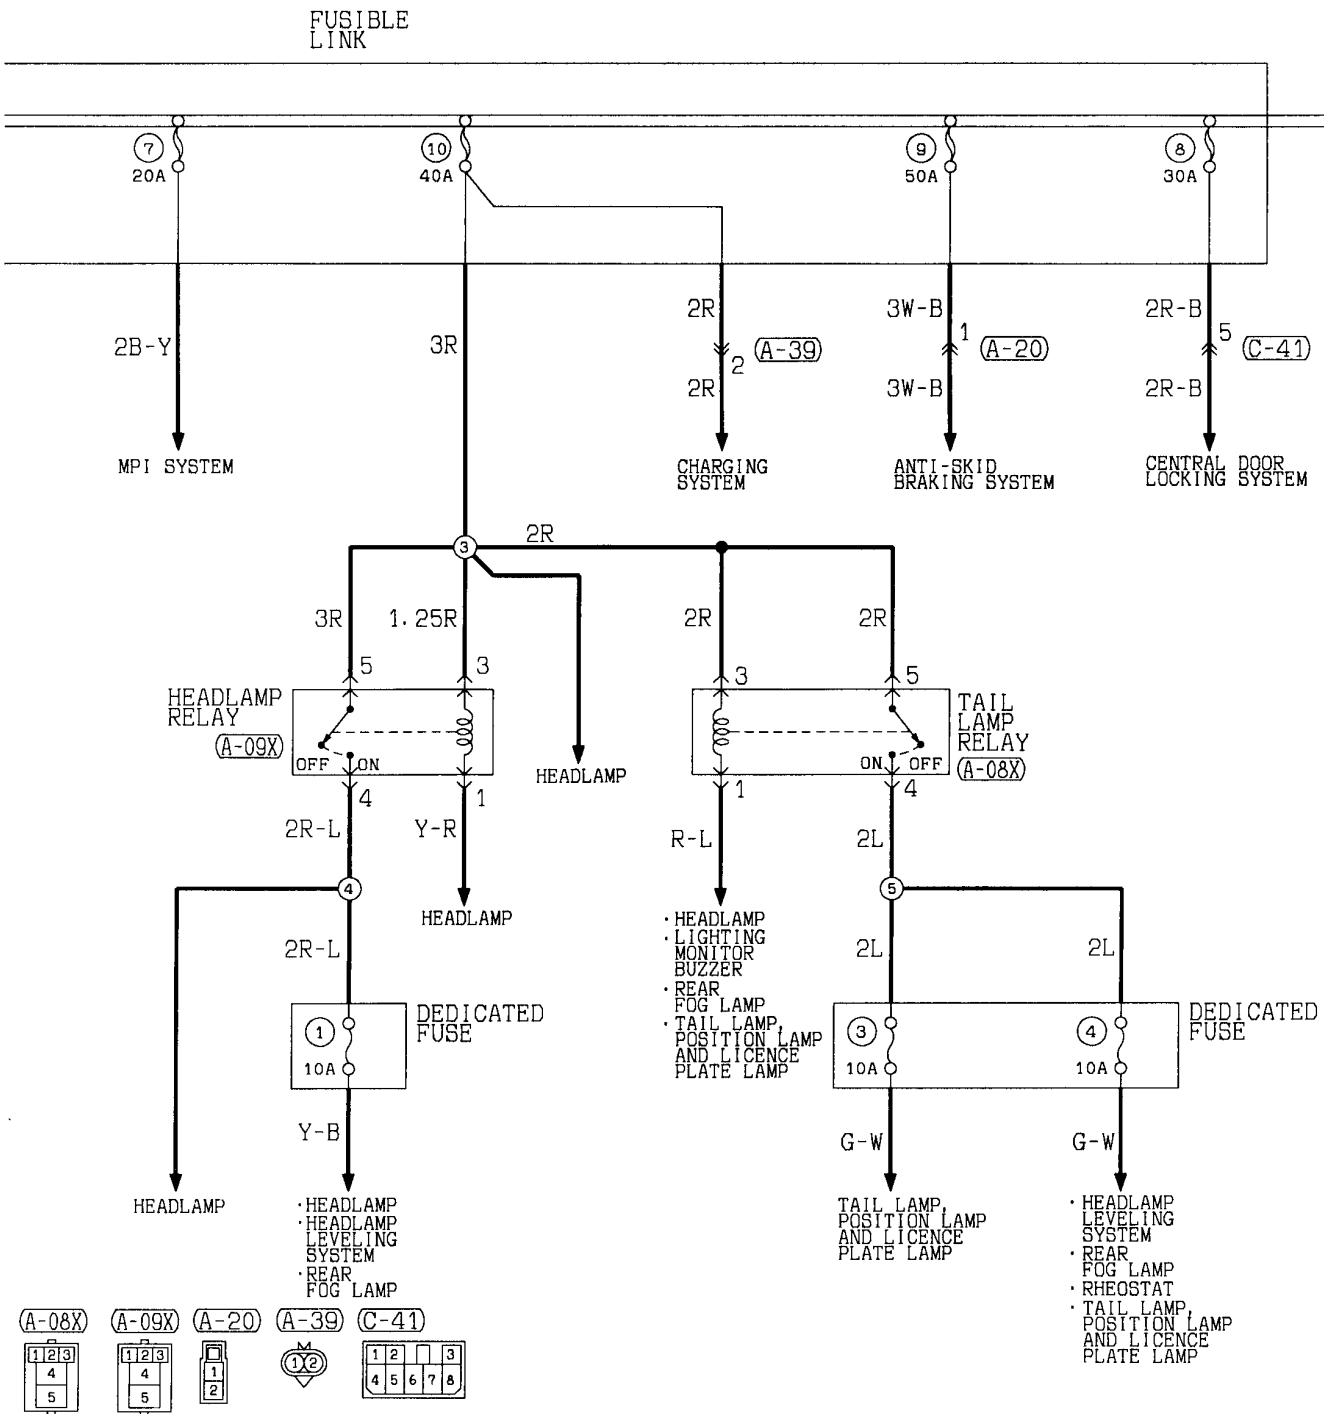 FUSIBLE
LINK
7
20A
10
40A
9
50A
8
30A
2B-Y
3R
2R
2
A-39
2R
3W-B
1
A-20
3W-B
2R-B
5
C-41
2R-B
MPI SYSTEM
CHARGING
SYSTEM
ANTI-SKID
BRAKING SYSTEM
CENTRAL DOOR
LOCKING SYSTEM
3
2R
3R
1.25R
2R
2R
5
3
3
5
HEADLAMP
RELAY
A-09X
OFF
ON
HEADLAMP
ON
OFF
TAIL
LAMP
RELAY
A-08X
4
1
1
4
2R-L
Y-R
R-L
2L
4
HEADLAMP
5
2R-L
· HEADLAMP
· LIGHTING
MONITOR
BUZZER
· REAR
FOG LAMP
· TAIL LAMP,
POSITION LAMP
AND LICENCE
PLATE LAMP
2L
2L
1
10A
DEDICATED
FUSE
3
10A
4
10A
DEDICATED
FUSE
Y-B
G-W
G-W
HEADLAMP
· HEADLAMP
· HEADLAMP
LEVELING
SYSTEM
· REAR
FOG LAMP
TAIL LAMP,
POSITION LAMP
AND LICENCE
PLATE LAMP
· HEADLAMP
LEVELING
SYSTEM
· REAR
FOG LAMP
· RHEOSTAT
· TAIL LAMP,
POSITION LAMP
AND LICENCE
PLATE LAMP
A-08X
A-09X
A-20
A-39
C-41
1 2 3
4
5
1 2 3
4
5
1
2
1 2
1 2 3
4 5 6 7 8